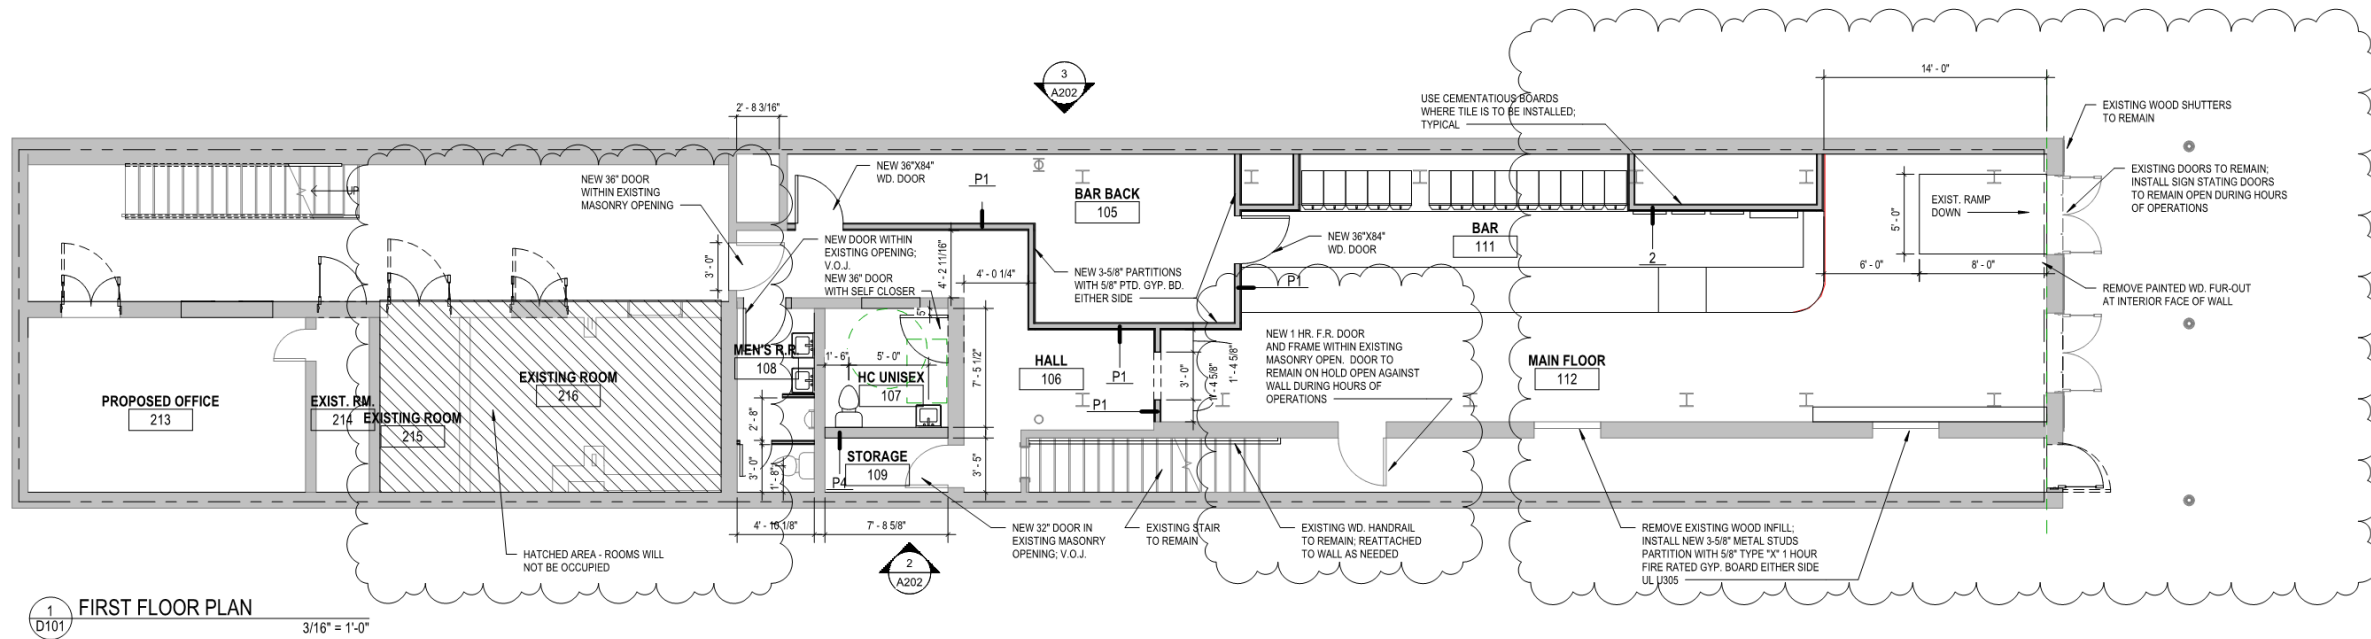 3
A202
14' - 0"
2' - 8 3/16"
USE CEMENTATIOUS BOARDS
WHERE TILE IS TO BE INSTALLED;
TYPICAL
EXISTING WOOD SHUTTERS
TO REMAIN
NEW 36" DOOR
WITHIN EXISTING
MASONRY OPENING
NEW 36"X84"
WD. DOOR
P1
BAR BACK
105
EXISTING DOORS TO REMAIN;
INSTALL SIGN STATING DOORS
TO REMAIN OPEN DURING HOURS
OF OPERATIONS
UP
EXIST. RAMP
DOWN
5' - 0"
NEW DOOR WITHIN
EXISTING OPENING;
V.O.J.
NEW 36" DOOR
WITH SELF CLOSER
3' - 0"
4' - 2 11/16"
4' - 0 1/4"
NEW 3-5/8" PARTITIONS
WITH 5/8" PTD. GYP. BD.
EITHER SIDE
NEW 36"X84"
WD. DOOR
BAR
111
2
6' - 0"
8' - 0"
P1
REMOVE PAINTED WD. FUR-OUT
AT INTERIOR FACE OF WALL
5"
NEW 1 HR. F.R. DOOR
AND FRAME WITHIN EXISTING
MASONRY OPEN. DOOR TO
REMAIN ON HOLD OPEN AGAINST
WALL DURING HOURS OF
OPERATIONS
MEN'S R.R.
108
1' - 6"
5' - 0"
HC UNISEX
107
7' - 5 1/2"
HALL
106
P1
3' - 0"
1' - 4 5/8"
1' - 4 5/8"
MAIN FLOOR
112
EXISTING ROOM
216
PROPOSED OFFICE
213
EXIST. RM.
214
EXISTING ROOM
215
P1
2' - 8"
3' - 0"
1' - 8"
STORAGE
109
P4
3' - 5"
4' - 10 1/8"
7' - 8 5/8"
NEW 32" DOOR IN
EXISTING MASONRY
OPENING; V.O.J.
EXISTING STAIR
TO REMAIN
EXISTING WD. HANDRAIL
TO REMAIN; REATTACHED
TO WALL AS NEEDED
REMOVE EXISTING WOOD INFILL;
INSTALL NEW 3-5/8" METAL STUDS
PARTITION WITH 5/8" TYPE "X" 1 HOUR
FIRE RATED GYP. BOARD EITHER SIDE
UL U305
HATCHED AREA - ROOMS WILL
NOT BE OCCUPIED
2
A202
1
D101
FIRST FLOOR PLAN
3/16" = 1'-0"